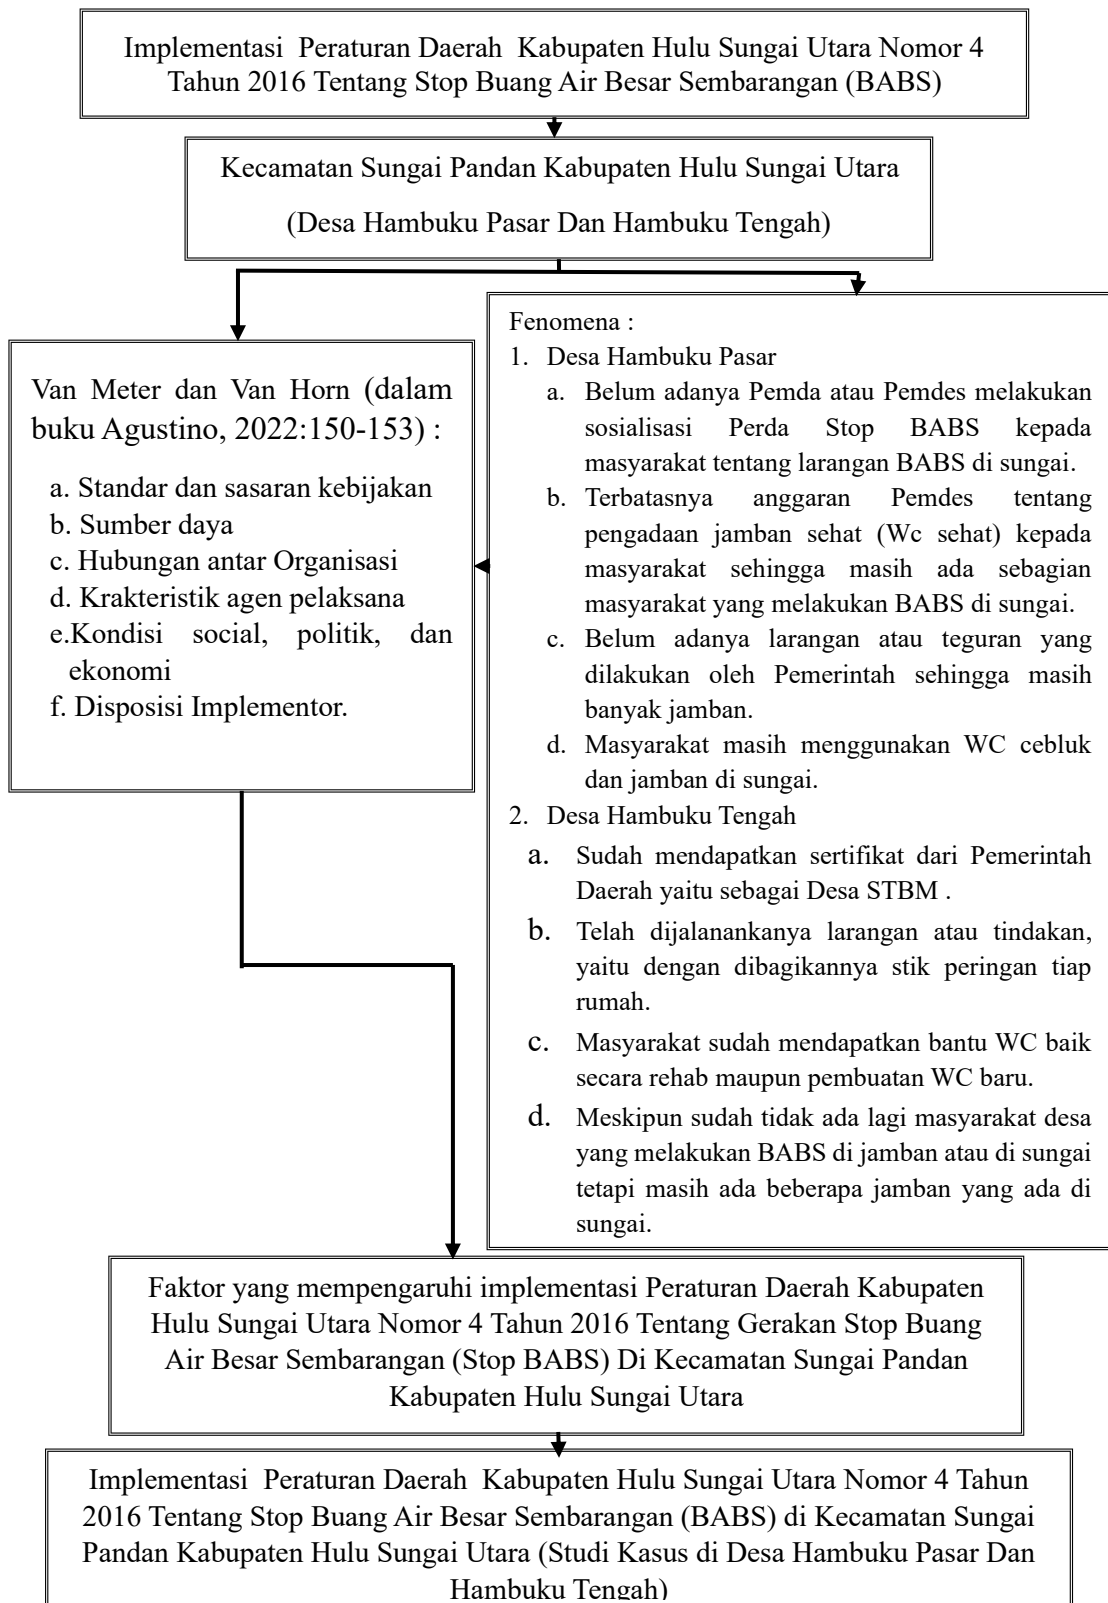 Implementasi Peraturan Daerah Kabupaten Hulu Sungai Utara Nomor 4
Tahun 2016 Tentang Stop Buang Air Besar Sembarangan (BABS)
Kecamatan Sungai Pandan Kabupaten Hulu Sungai Utara
(Desa Hambuku Pasar Dan Hambuku Tengah)
Van Meter dan Van Horn (dalam
buku Agustino, 2022:150-153) :
a. Standar dan sasaran kebijakan
b. Sumber daya
c. Hubungan antar Organisasi
d. Krakteristik agen pelaksana
e.Kondisi social, politik, dan
ekonomi
f. Disposisi Implementor.
Fenomena :
1. Desa Hambuku Pasar
a. Belum adanya Pemda atau Pemdes melakukan
sosialisasi Perda Stop BABS kepada
masyarakat tentang larangan BABS di sungai.
b. Terbatasnya anggaran Pemdes tentang
pengadaan jamban sehat (Wc sehat) kepada
masyarakat sehingga masih ada sebagian
masyarakat yang melakukan BABS di sungai.
c. Belum adanya larangan atau teguran yang
dilakukan oleh Pemerintah sehingga masih
banyak jamban.
d. Masyarakat masih menggunakan WC cebluk
dan jamban di sungai.
2. Desa Hambuku Tengah
a. Sudah mendapatkan sertifikat dari Pemerintah
Daerah yaitu sebagai Desa STBM .
b. Telah dijalanankanya larangan atau tindakan,
yaitu dengan dibagikannya stik peringan tiap
rumah.
c. Masyarakat sudah mendapatkan bantu WC baik
secara rehab maupun pembuatan WC baru.
d. Meskipun sudah tidak ada lagi masyarakat desa
yang melakukan BABS di jamban atau di sungai
tetapi masih ada beberapa jamban yang ada di
sungai.
Faktor yang mempengaruhi implementasi Peraturan Daerah Kabupaten
Hulu Sungai Utara Nomor 4 Tahun 2016 Tentang Gerakan Stop Buang
Air Besar Sembarangan (Stop BABS) Di Kecamatan Sungai Pandan
Kabupaten Hulu Sungai Utara
Implementasi Peraturan Daerah Kabupaten Hulu Sungai Utara Nomor 4 Tahun
2016 Tentang Stop Buang Air Besar Sembarangan (BABS) di Kecamatan Sungai
Pandan Kabupaten Hulu Sungai Utara (Studi Kasus di Desa Hambuku Pasar Dan
Hambuku Tengah)